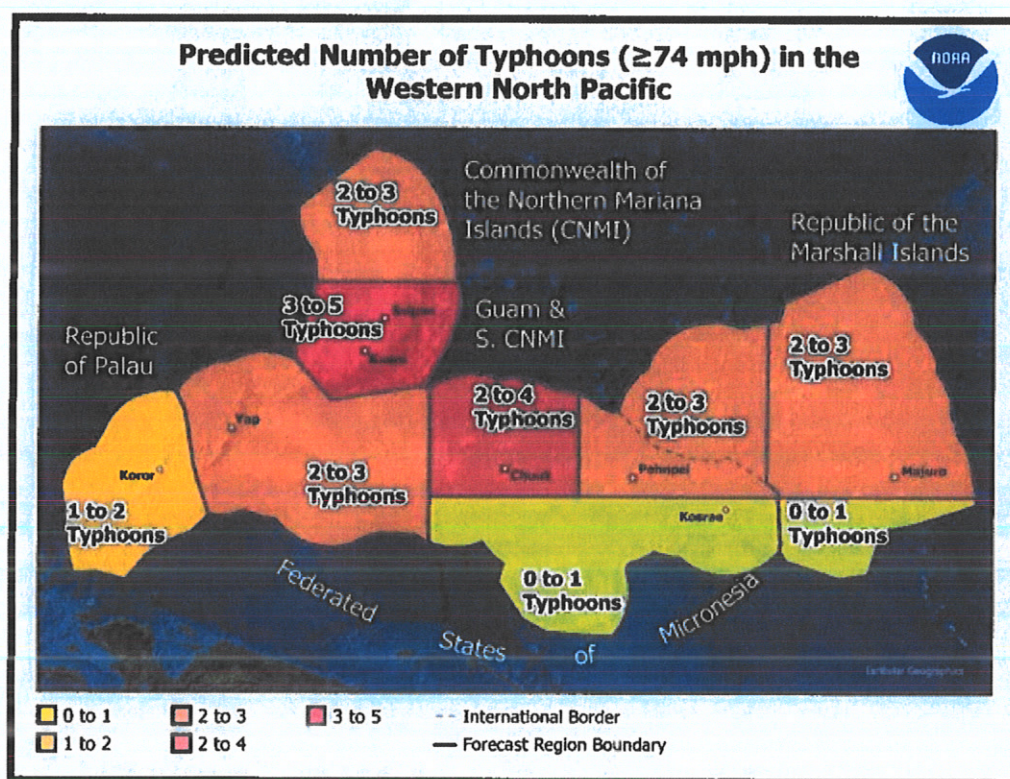 Predicted Number of Typhoons (≥74 mph) in the
Western North Pacific
NOAA
2 to 3
Typhoons
Commonwealth of
the Northern Mariana
Islands (CNMI)
Republic of the
Marshall Islands
3 to 5
Typhoons
Saipan
Guam &
S. CNMI
Republic
of Palau
2 to 3
Typhoons
2 to 4
Typhoons
2 to 3
Typhoons
Yap
Koror
2 to 3
Typhoons
Chuuk
Pohnpei
Majuro
1 to 2
Typhoons
Kosrae
0 to 1
Typhoons
0 to 1
Typhoons
Federated
States of Micronesia
Earthstar Geographics
0 to 1
2 to 3
3 to 5
International Border
1 to 2
2 to 4
Forecast Region Boundary